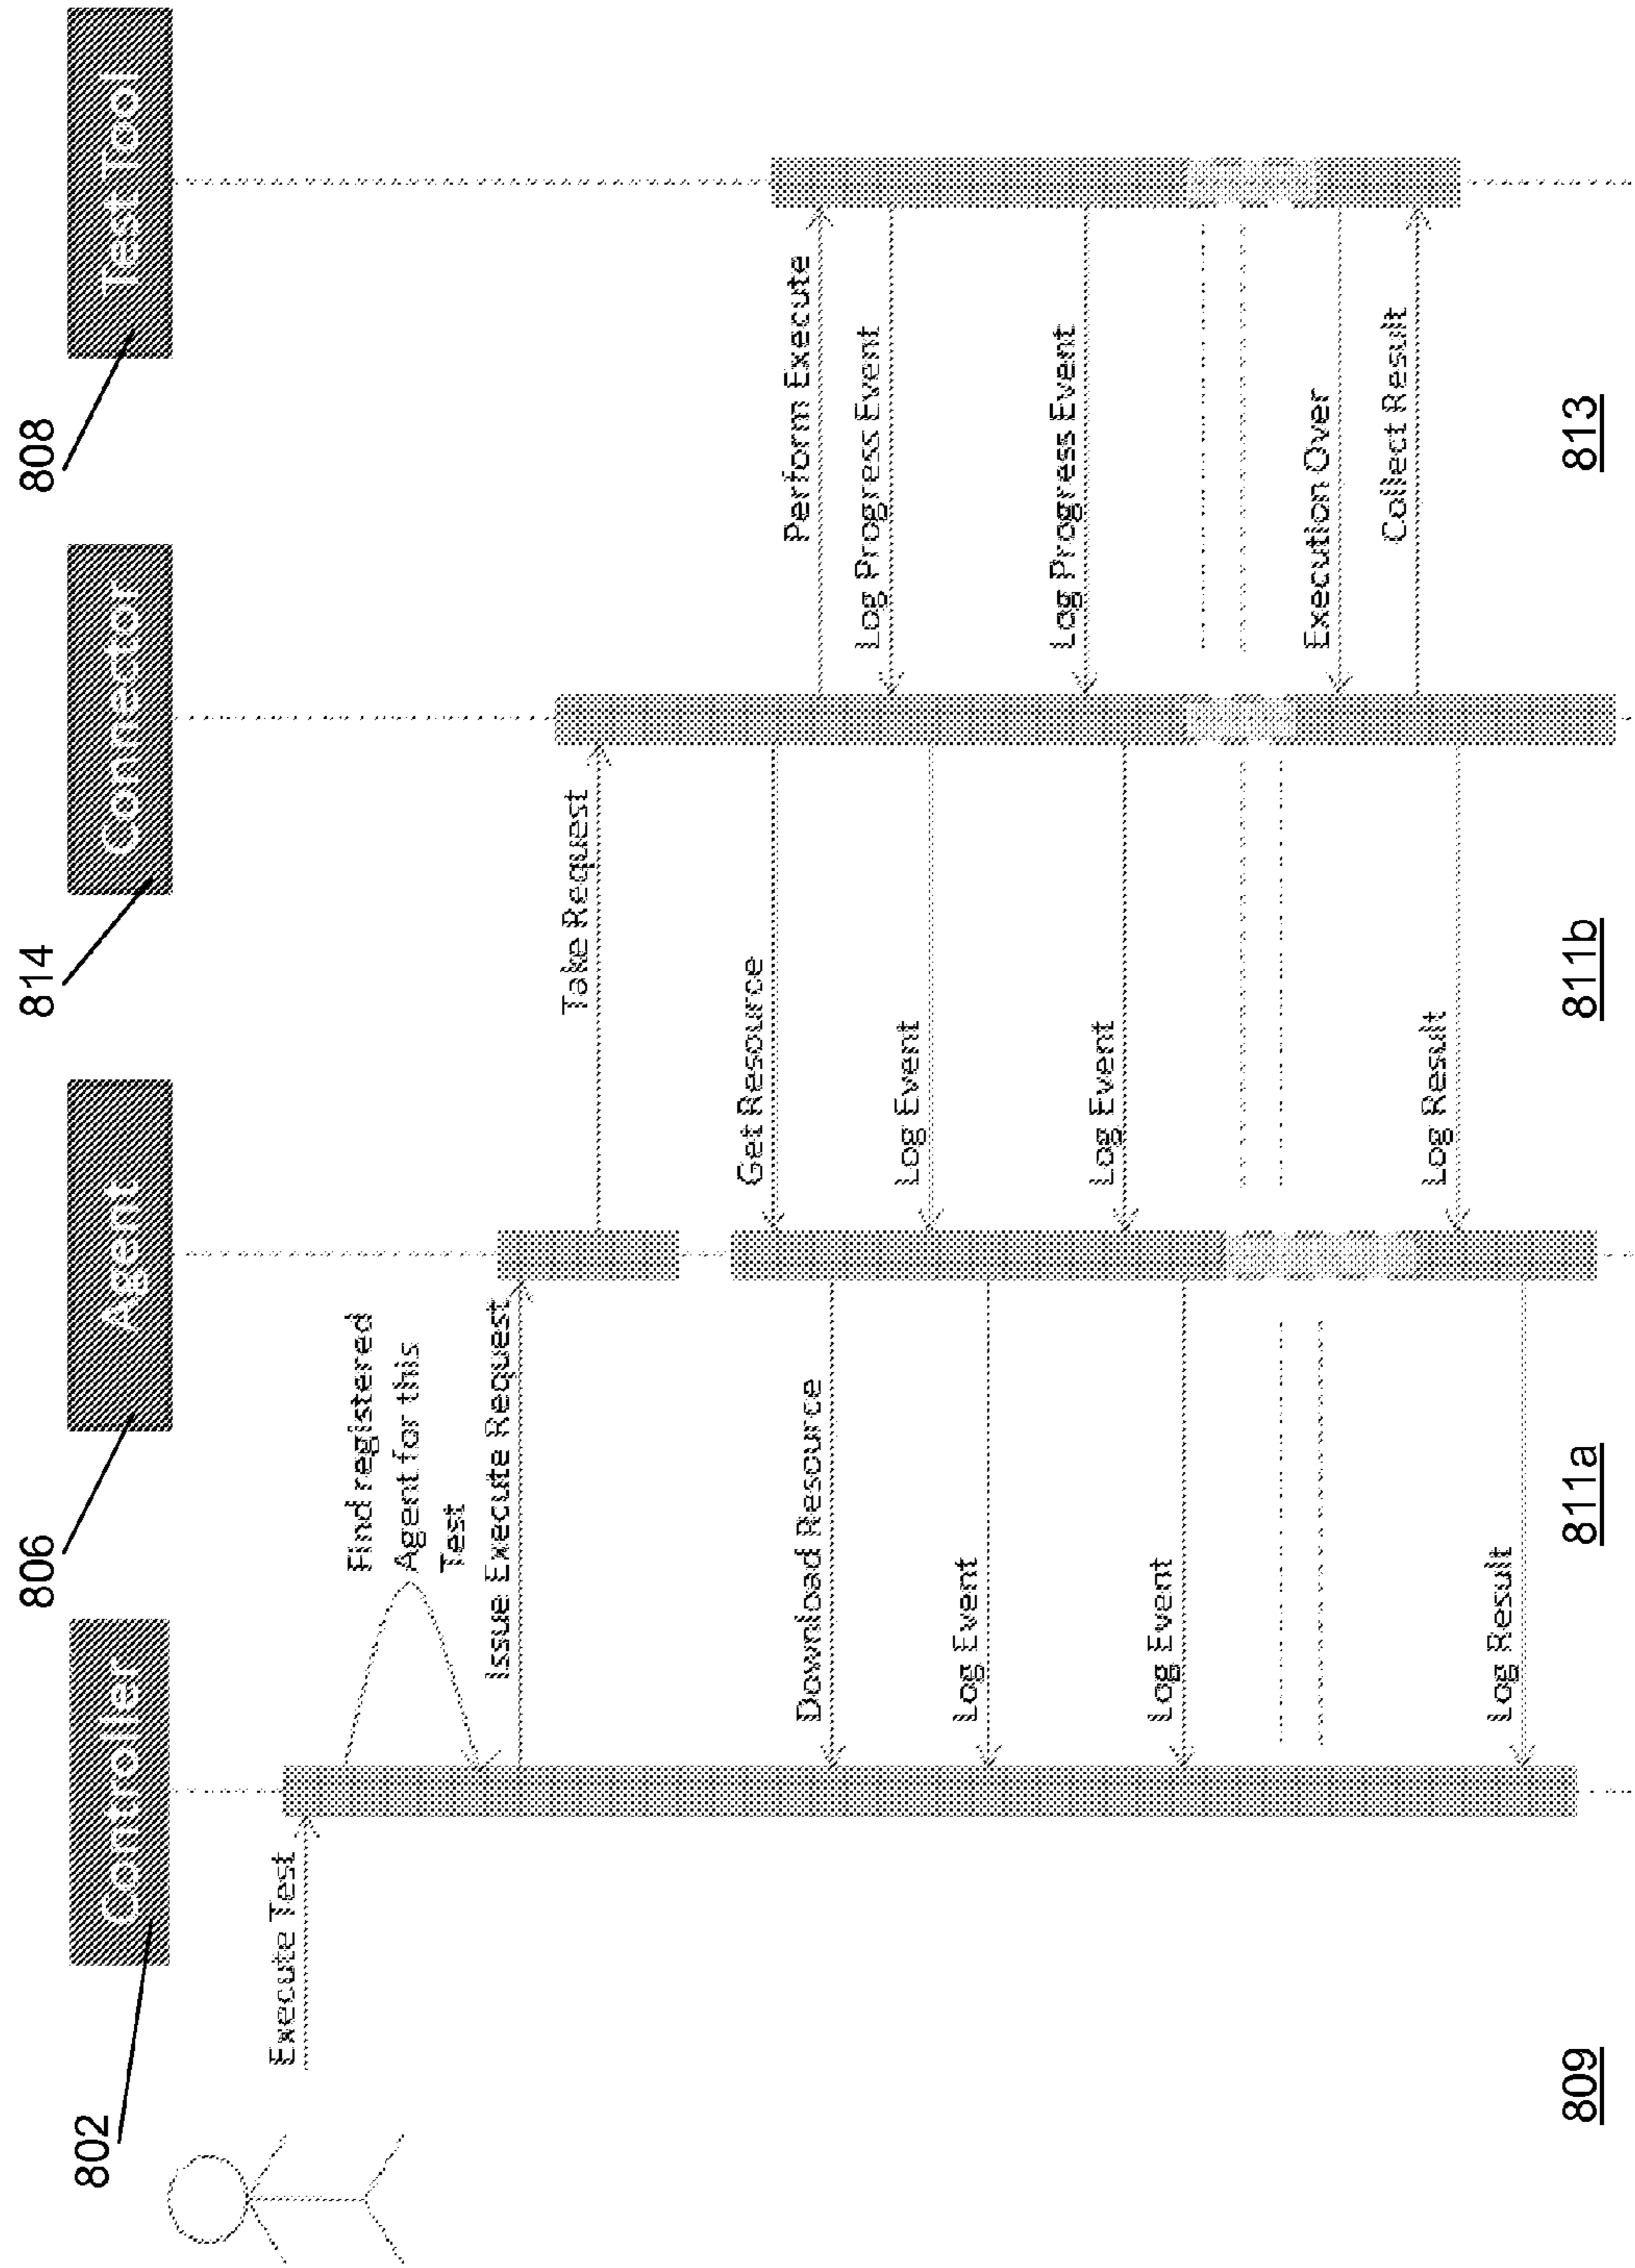 802
806
814
808
Controller
Agent
Connector
Test Tool
Execute Test
Find registered
Agent for this
Test
Issue Execute Request
Take Request
Get Resource
Perform Execute
Download Resource
Log Progress Event
Log Event
Log Event
Log Progress Event
Log Event
Log Event
Execution Over
Collect Result
Log Result
Log Result
809
811a
811b
813